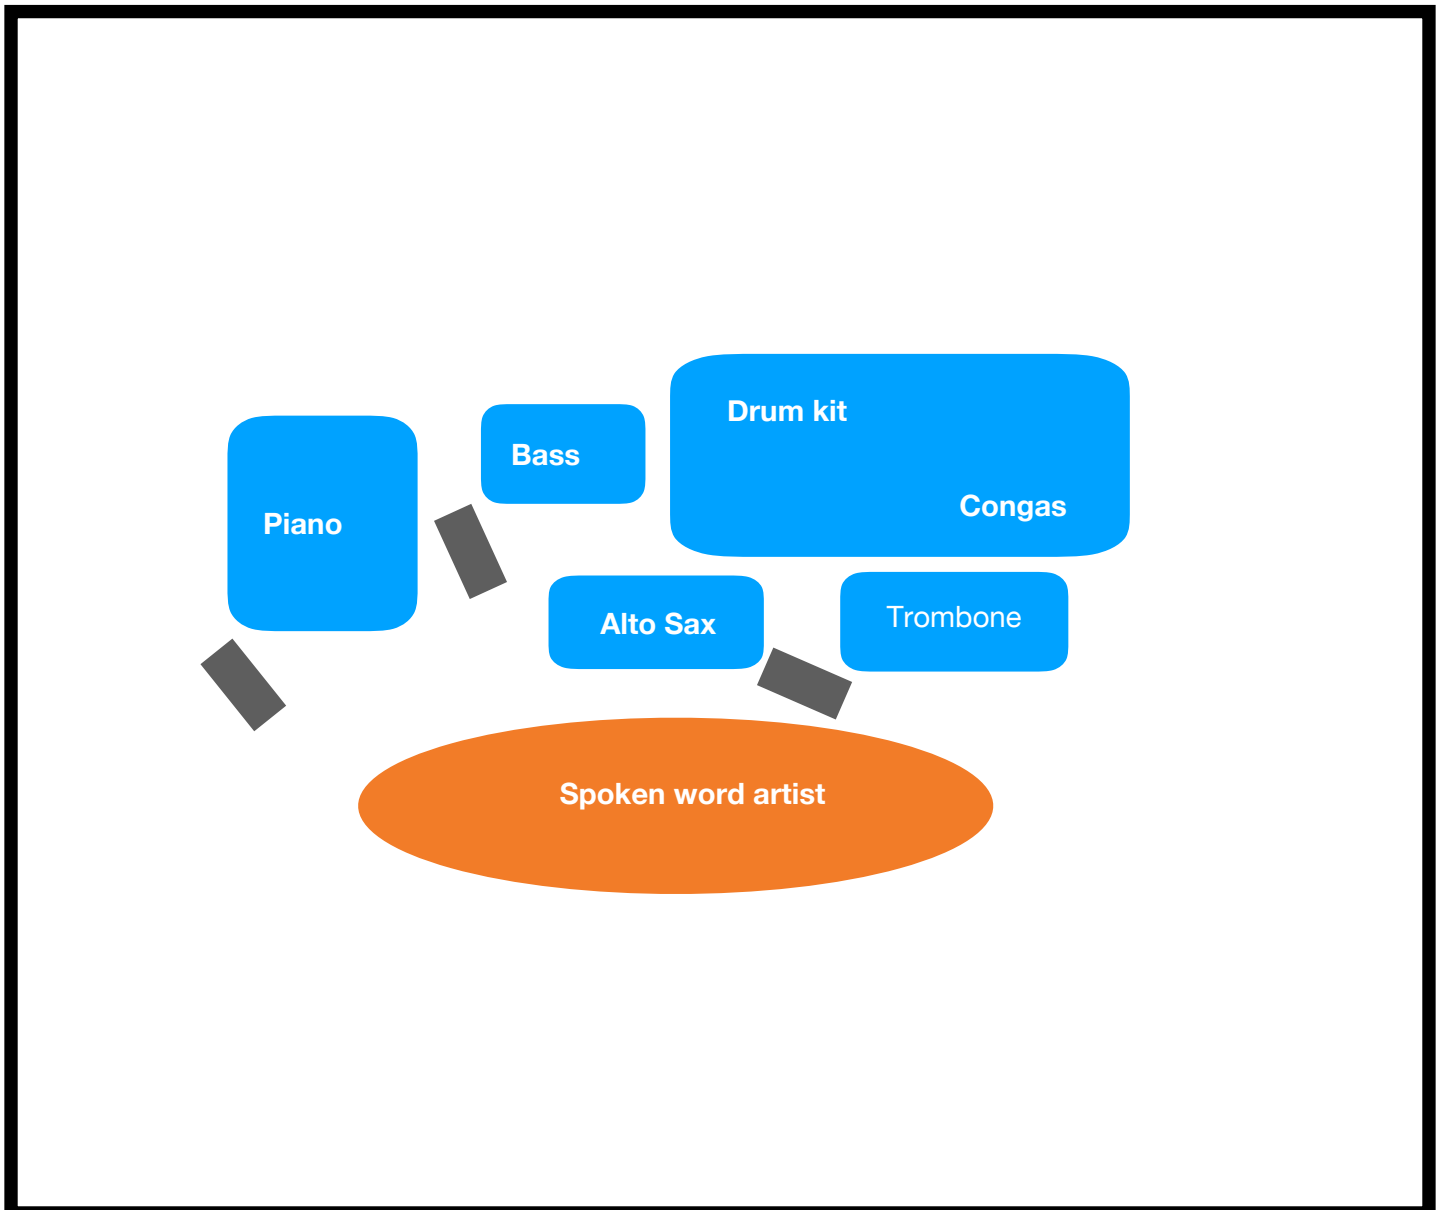 Drum kit
Bass
Congas
Piano
Alto Sax
Trombone
Spoken word artist